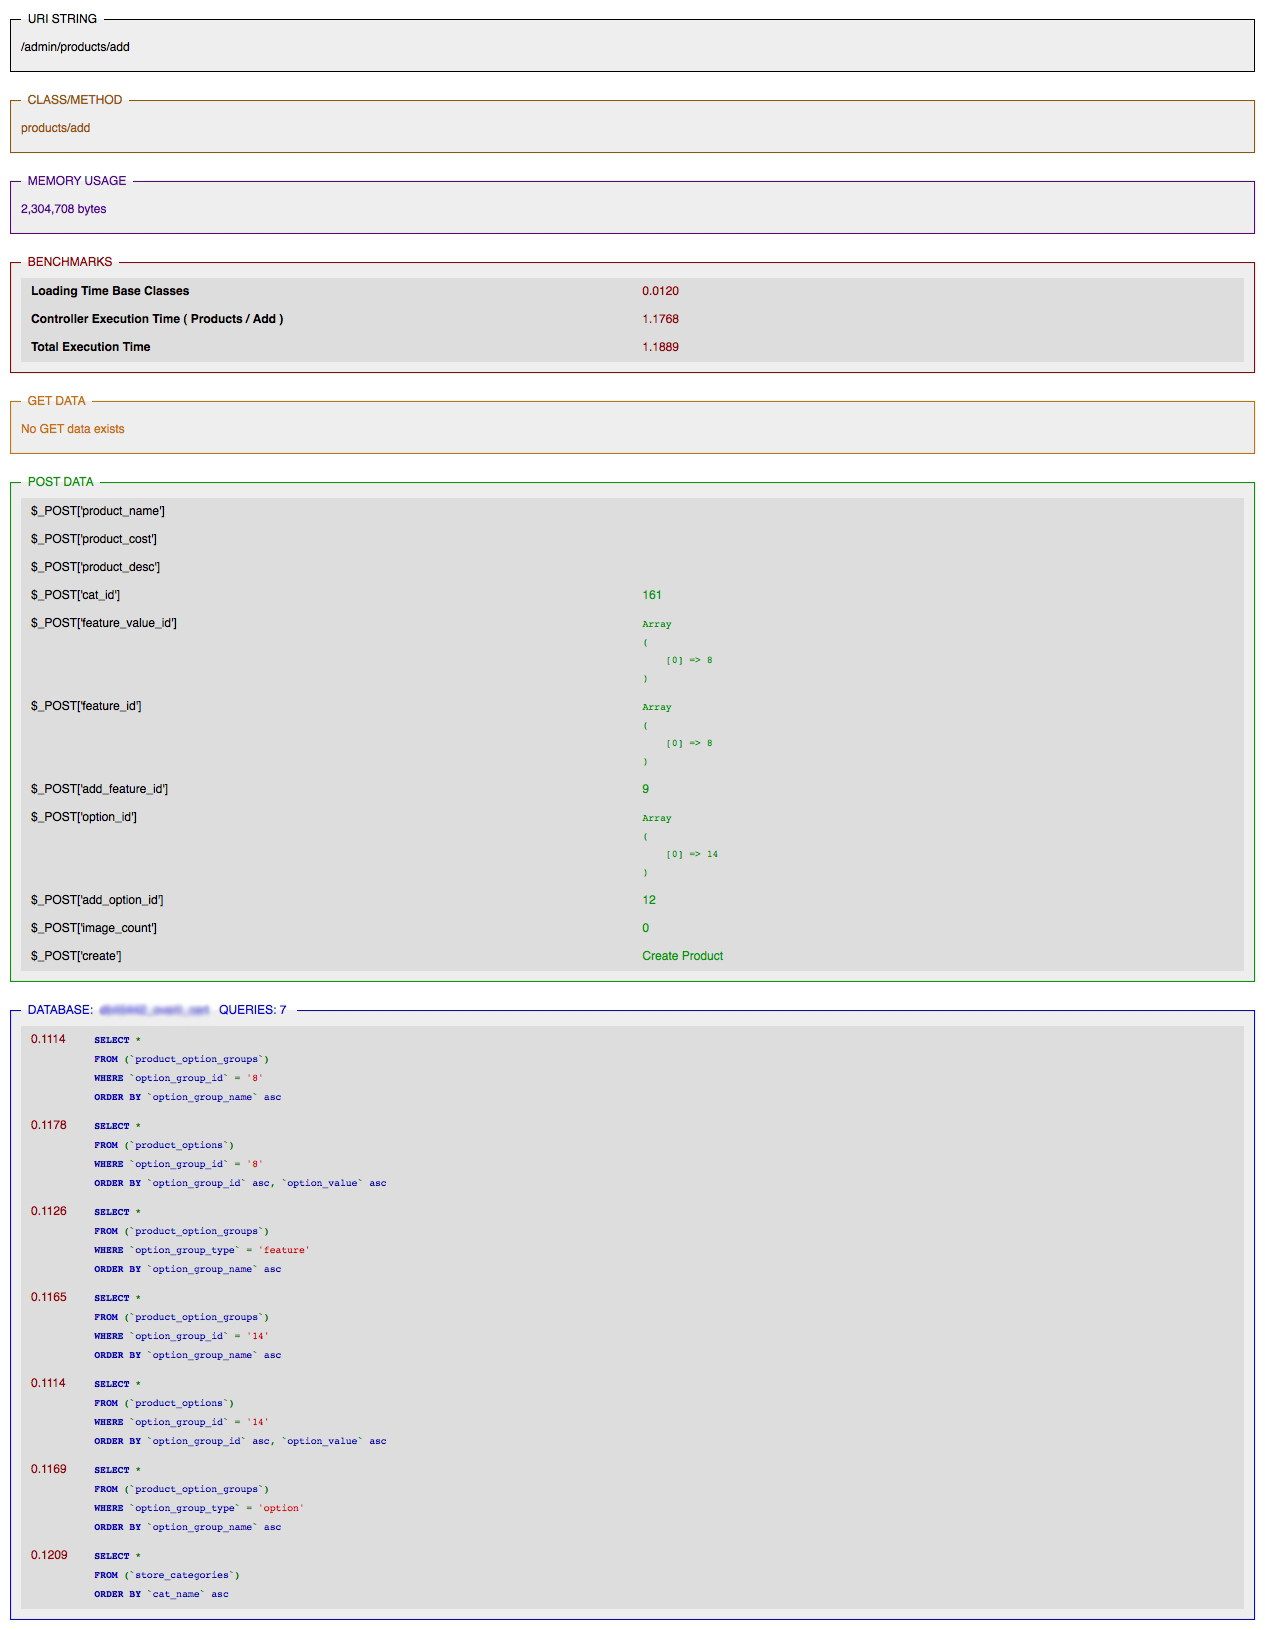 URI STRING
/admin/products/add
CLASS/METHOD
products/add
MEMORY USAGE
2,304,708 bytes
BENCHMARKS
Loading Time Base Classes 0.0120
Controller Execution Time ( Products / Add ) 1.1768
Total Execution Time 1.1889
GET DATA
No GET data exists
POST DATA
$_POST['product_name']
$_POST['product_cost']
$_POST['product_desc']
$_POST['cat_id'] 161
$_POST['feature_value_id'] Array
(
[0] => 8
)
$_POST['feature_id'] Array
(
[0] => 8
)
$_POST['add_feature_id'] 9
$_POST['option_id'] Array
(
[0] => 14
)
$_POST['add_option_id'] 12
$_POST['image_count'] 0
$_POST['create'] Create Product
DATABASE: QUERIES: 7
0.1114 SELECT *
FROM (`product_option_groups`)
WHERE `option_group_id` = '8'
ORDER BY `option_group_name` asc
0.1178 SELECT *
FROM (`product_options`)
WHERE `option_group_id` = '8'
ORDER BY `option_group_id` asc, `option_value` asc
0.1126 SELECT *
FROM (`product_option_groups`)
WHERE `option_group_type` = 'feature'
ORDER BY `option_group_name` asc
0.1165 SELECT *
FROM (`product_option_groups`)
WHERE `option_group_id` = '14'
ORDER BY `option_group_name` asc
0.1114 SELECT *
FROM (`product_options`)
WHERE `option_group_id` = '14'
ORDER BY `option_group_id` asc, `option_value` asc
0.1169 SELECT *
FROM (`product_option_groups`)
WHERE `option_group_type` = 'option'
ORDER BY `option_group_name` asc
0.1209 SELECT *
FROM (`store_categories`)
ORDER BY `cat_name` asc